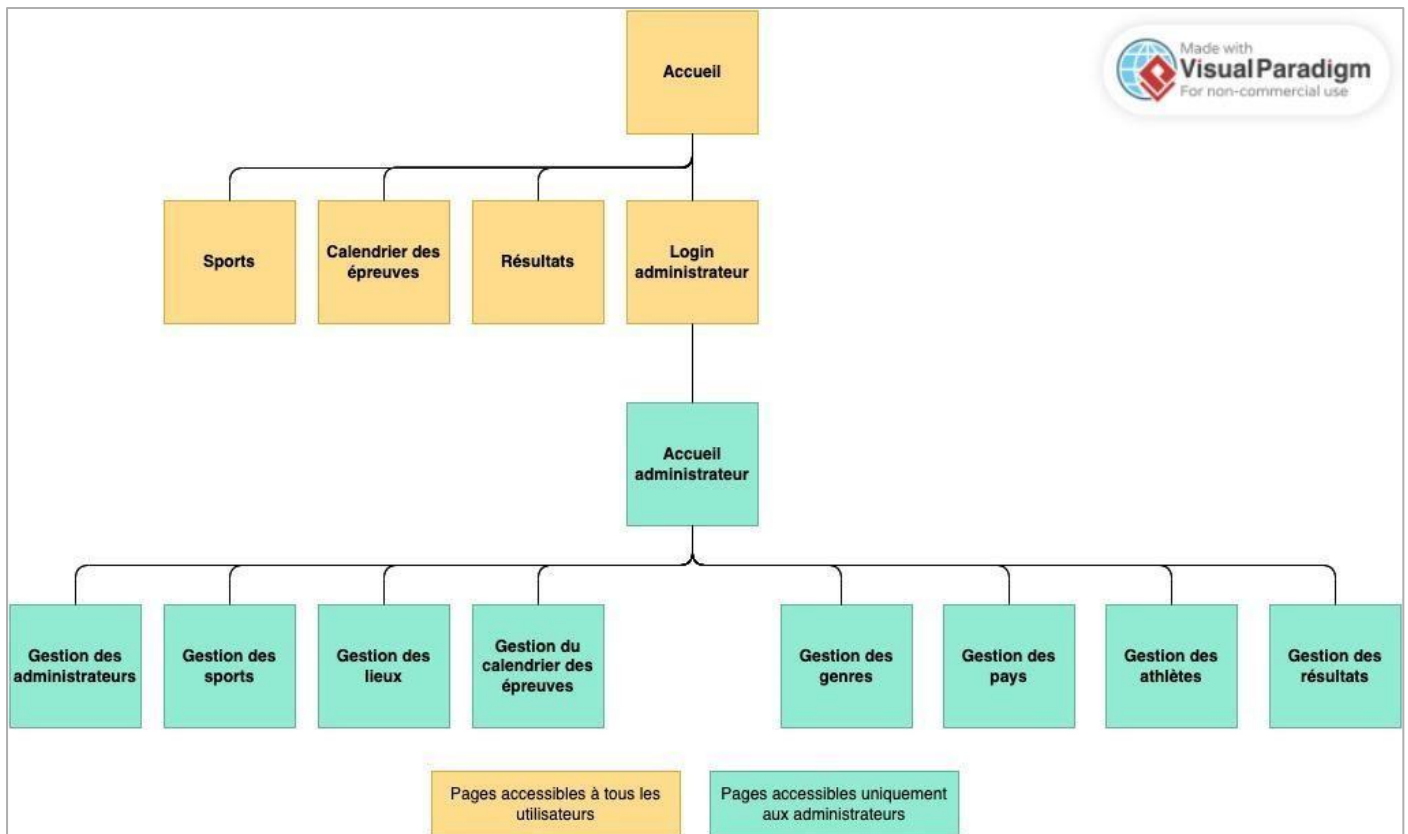 Accueil
Made with
Visual Paradigm
For non-commercial use
Sports
Calendrier des
épreuves
Résultats
Login
administrateur
Accueil
administrateur
Gestion des
administrateurs
Gestion des
sports
Gestion des
lieux
Gestion du
calendrier des
épreuves
Gestion des
genres
Gestion des
pays
Gestion des
athlètes
Gestion des
résultats
Pages accessibles à tous les
utilisateurs
Pages accessibles uniquement
aux administrateurs